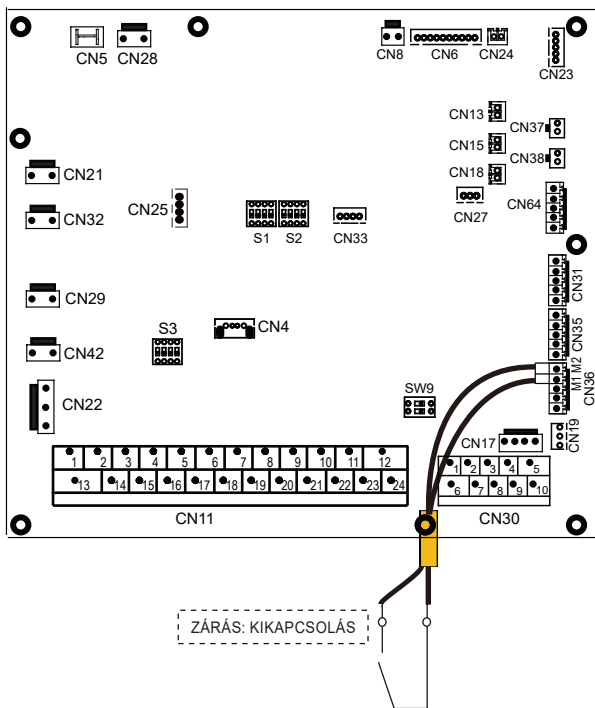 CN5 CN28 CN8 CN6 CN24 CN23
CN13 CN37
CN15 CN38
CN18
CN21
CN32 CN25 S1 S2 CN33 CN27 CN64
CN31
CN29
S3 CN4 CN35
CN42
M1 M2
CN36
CN22 SW9
CN17 CN19
1 2 3 4 5 6 7 8 9 10 11 12
13 14 15 16 17 18 19 20 21 22 23 24
CN11
1 2 3 4 5
6 7 8 9 10
CN30
ZÁRÁS: KIKAPCSOLÁS